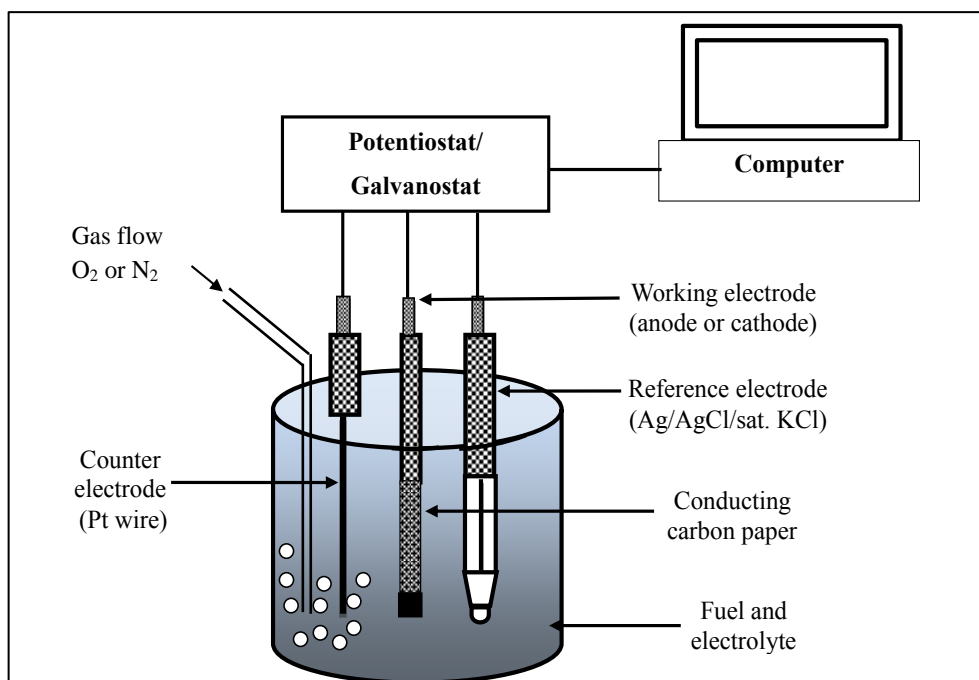 Potentiostat/
Galvanostat
Computer
Gas flow
O₂ or N₂
Working electrode
(anode or cathode)
Reference electrode
(Ag/AgCl/sat. KCl)
Counter
electrode
(Pt wire)
Conducting
carbon paper
Fuel and
electrolyte